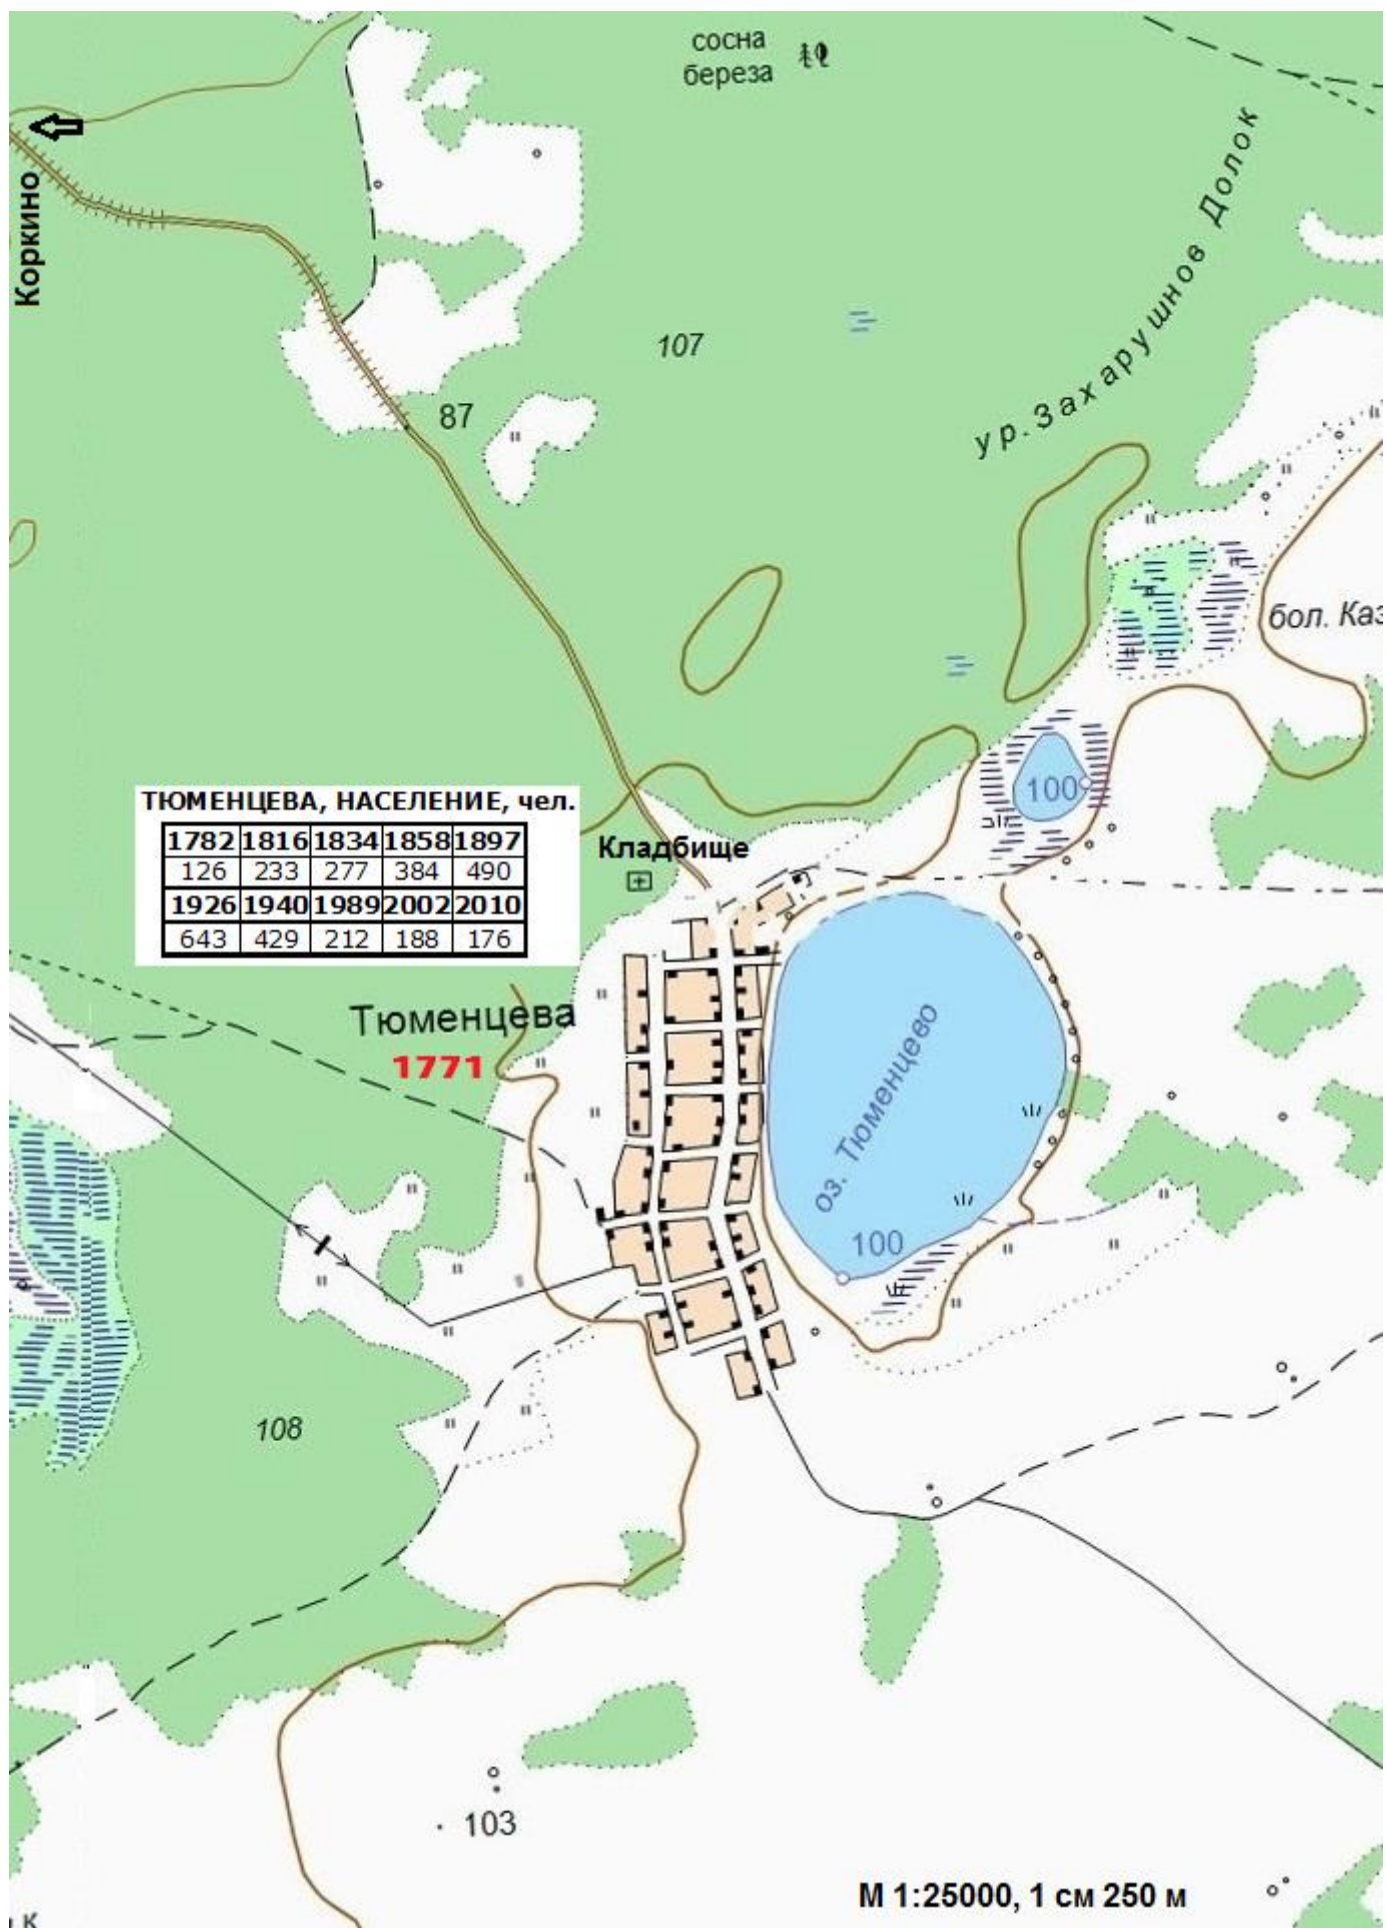 сосна
береза
Коркино
ур. Захарушнов Долок
107
87
бол. Каз
100
ТЮМЕНЦЕВА, НАСЕЛЕНИЕ, чел.
1782 1816 1834 1858 1897
126 233 277 384 490
1926 1940 1989 2002 2010
643 429 212 188 176
Кладбище
Тюменцева
1771
оз. Тюменцево
100
108
103
М 1:25000, 1 см 250 м
к